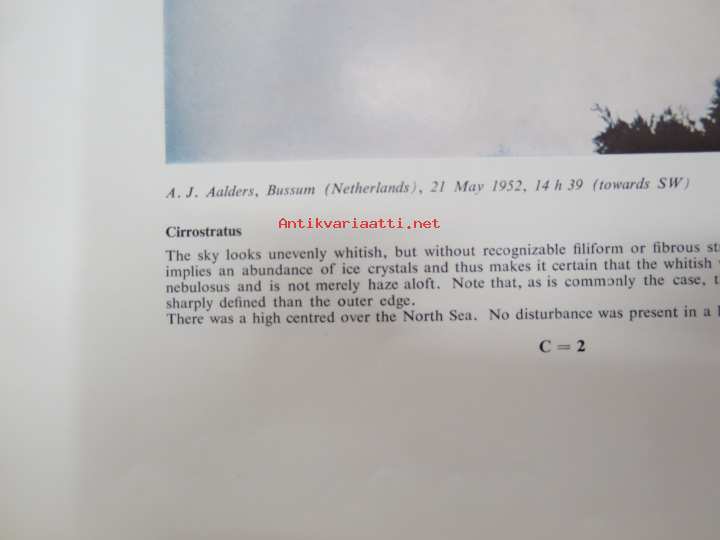 A. J. Aalders, Bussum (Netherlands), 21 May 1952, 14 h 39 (towards SW)
Antikvariaatti.net
Cirrostratus
The sky looks unevenly whitish, but without recognizable filiform or fibrous
implies an abundance of ice crystals and thus makes it certain that the whitish
nebulosus and is not merely haze aloft. Note that, as is commonly the case,
sharply defined than the outer edge.
There was a high centred over the North Sea. No disturbance was present in a
C = 2